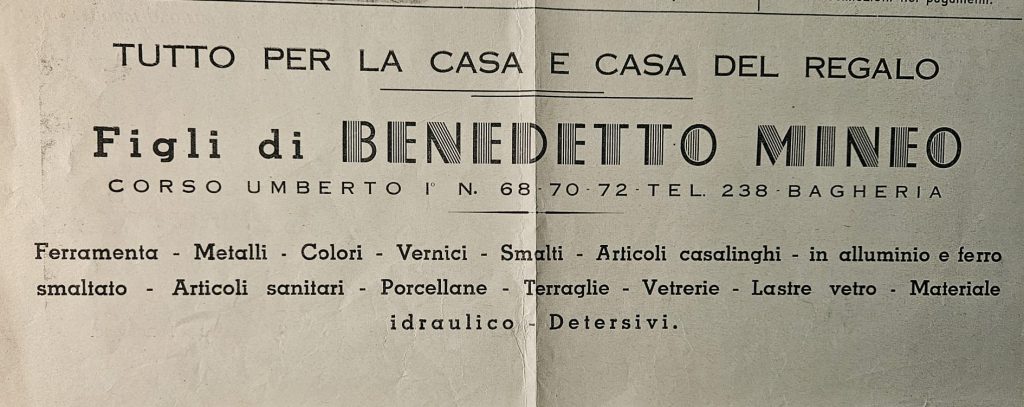 nei pagamenti.
TUTTO PER LA CASA E CASA DEL REGALO
Figli di BENEDETTO MINEO
CORSO UMBERTO I° N. 68-70-72-TEL. 238-BAGHERIA
Ferramenta - Metalli - Colori - Vernici - Smalti - Articoli casalinghi - in alluminio e ferro
smaltato - Articoli sanitari - Porcellane - Terraglie - Vetrerie - Lastre vetro - Materiale
idraulico - Detersivi.